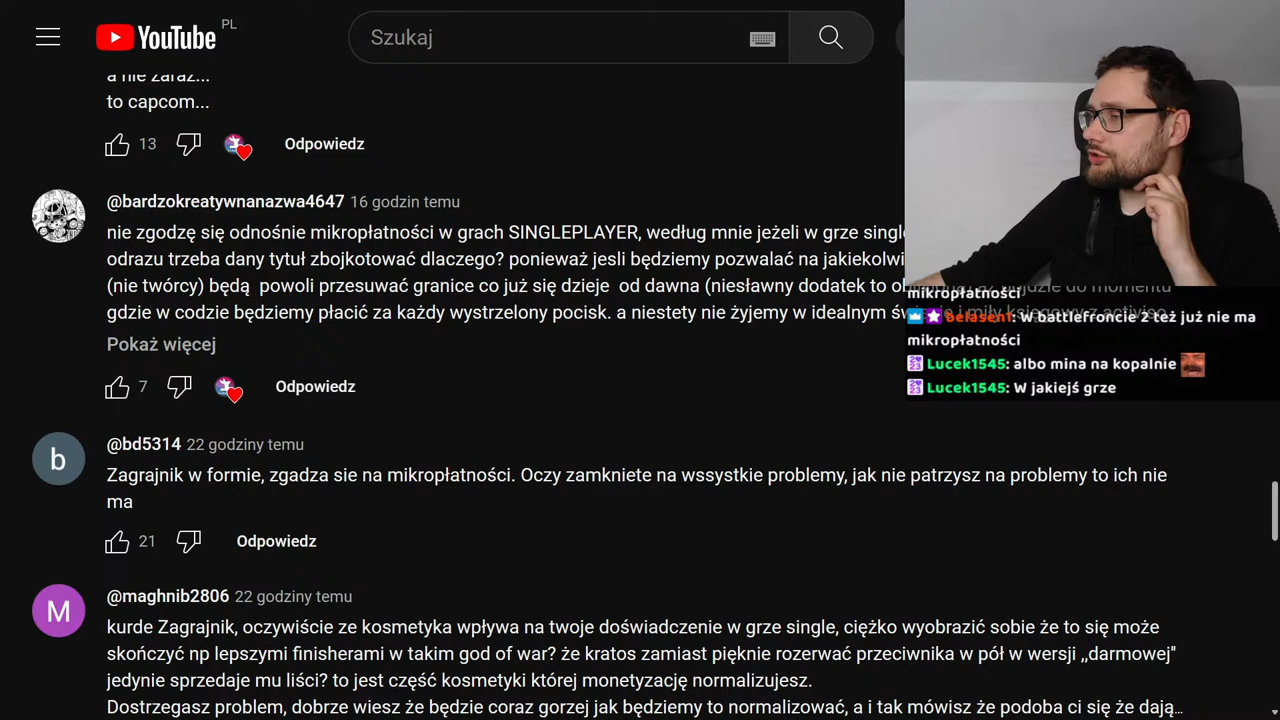 YouTube PL
Szukaj
a nie zaraz...
to capcom...
13 Odpowiedz
@bardzokreatywnanazwa4647 16 godzin temu
nie zgodzę się odnośnie mikropłatności w grach SINGLEPLAYER, według mnie jeżeli w grze single
odrazu trzeba dany tytuł zbojkotować dlaczego? ponieważ jesli będziemy pozwalać na jakiekolwi
(nie twórcy) będą powoli przesuwać granice co już się dzieje od dawna (niesławny dodatek to
gdzie w codzie będziemy płacić za każdy wystrzelony pocisk. a niestety nie żyjemy w idealnym
Pokaż więcej
7 Odpowiedz
mikropłatności
belasent: W battlefroncie 2 też już nie ma
mikropłatności
Lucek1545: albo mina na kopalnie
Lucek1545: W jakiejś grze
b
@bd5314 22 godziny temu
Zagrajnik w formie, zgadza sie na mikropłatności. Oczy zamkniete na wssystkie problemy, jak nie patrzysz na problemy to ich nie
ma
21 Odpowiedz
M
@maghnib2806 22 godziny temu
kurde Zagrajnik, oczywiście ze kosmetyka wpływa na twoje doświadczenie w grze single, ciężko wyobrazić sobie że to się może
skończyć np lepszymi finisherami w takim god of war? że kratos zamiast pięknie rozerwać przeciwnika w pół w wersji ,,darmowej"
jedynie sprzedaje mu liści? to jest część kosmetyki której monetyzację normalizujesz.
Dostrzegasz problem, dobrze wiesz że będzie coraz gorzej jak będziemy to normalizować, a i tak mówisz że podoba ci się że dają...